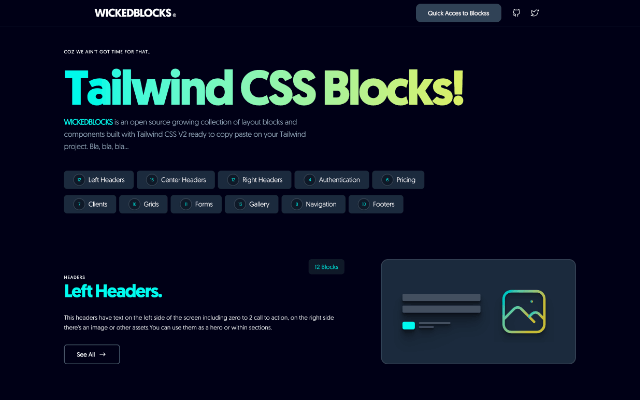 WICKEDBLOCKS
Quick Acces to Blockss
COZ WE AIN'T GOT TIME FOR THAT...
Tailwind CSS Blocks!
WICKEDBLOCKS is an open source growing collection of layout blocks and
components built with Tailwind CSS V2 ready to copy paste on your Tailwind
project. Bla, bla, bla...
12 Left Headers
Center Headers
Right Headers
Authentication
Pricing
Clients
Grids
Forms
Gallery
Navigation
Footers
12 Blocks
HEADERS
Left Headers.
This headers have text on the left side of the screen including zero to 2 call to action, on the right side
there's an image or other assets.You can use them as a hero or within sections.
See All →